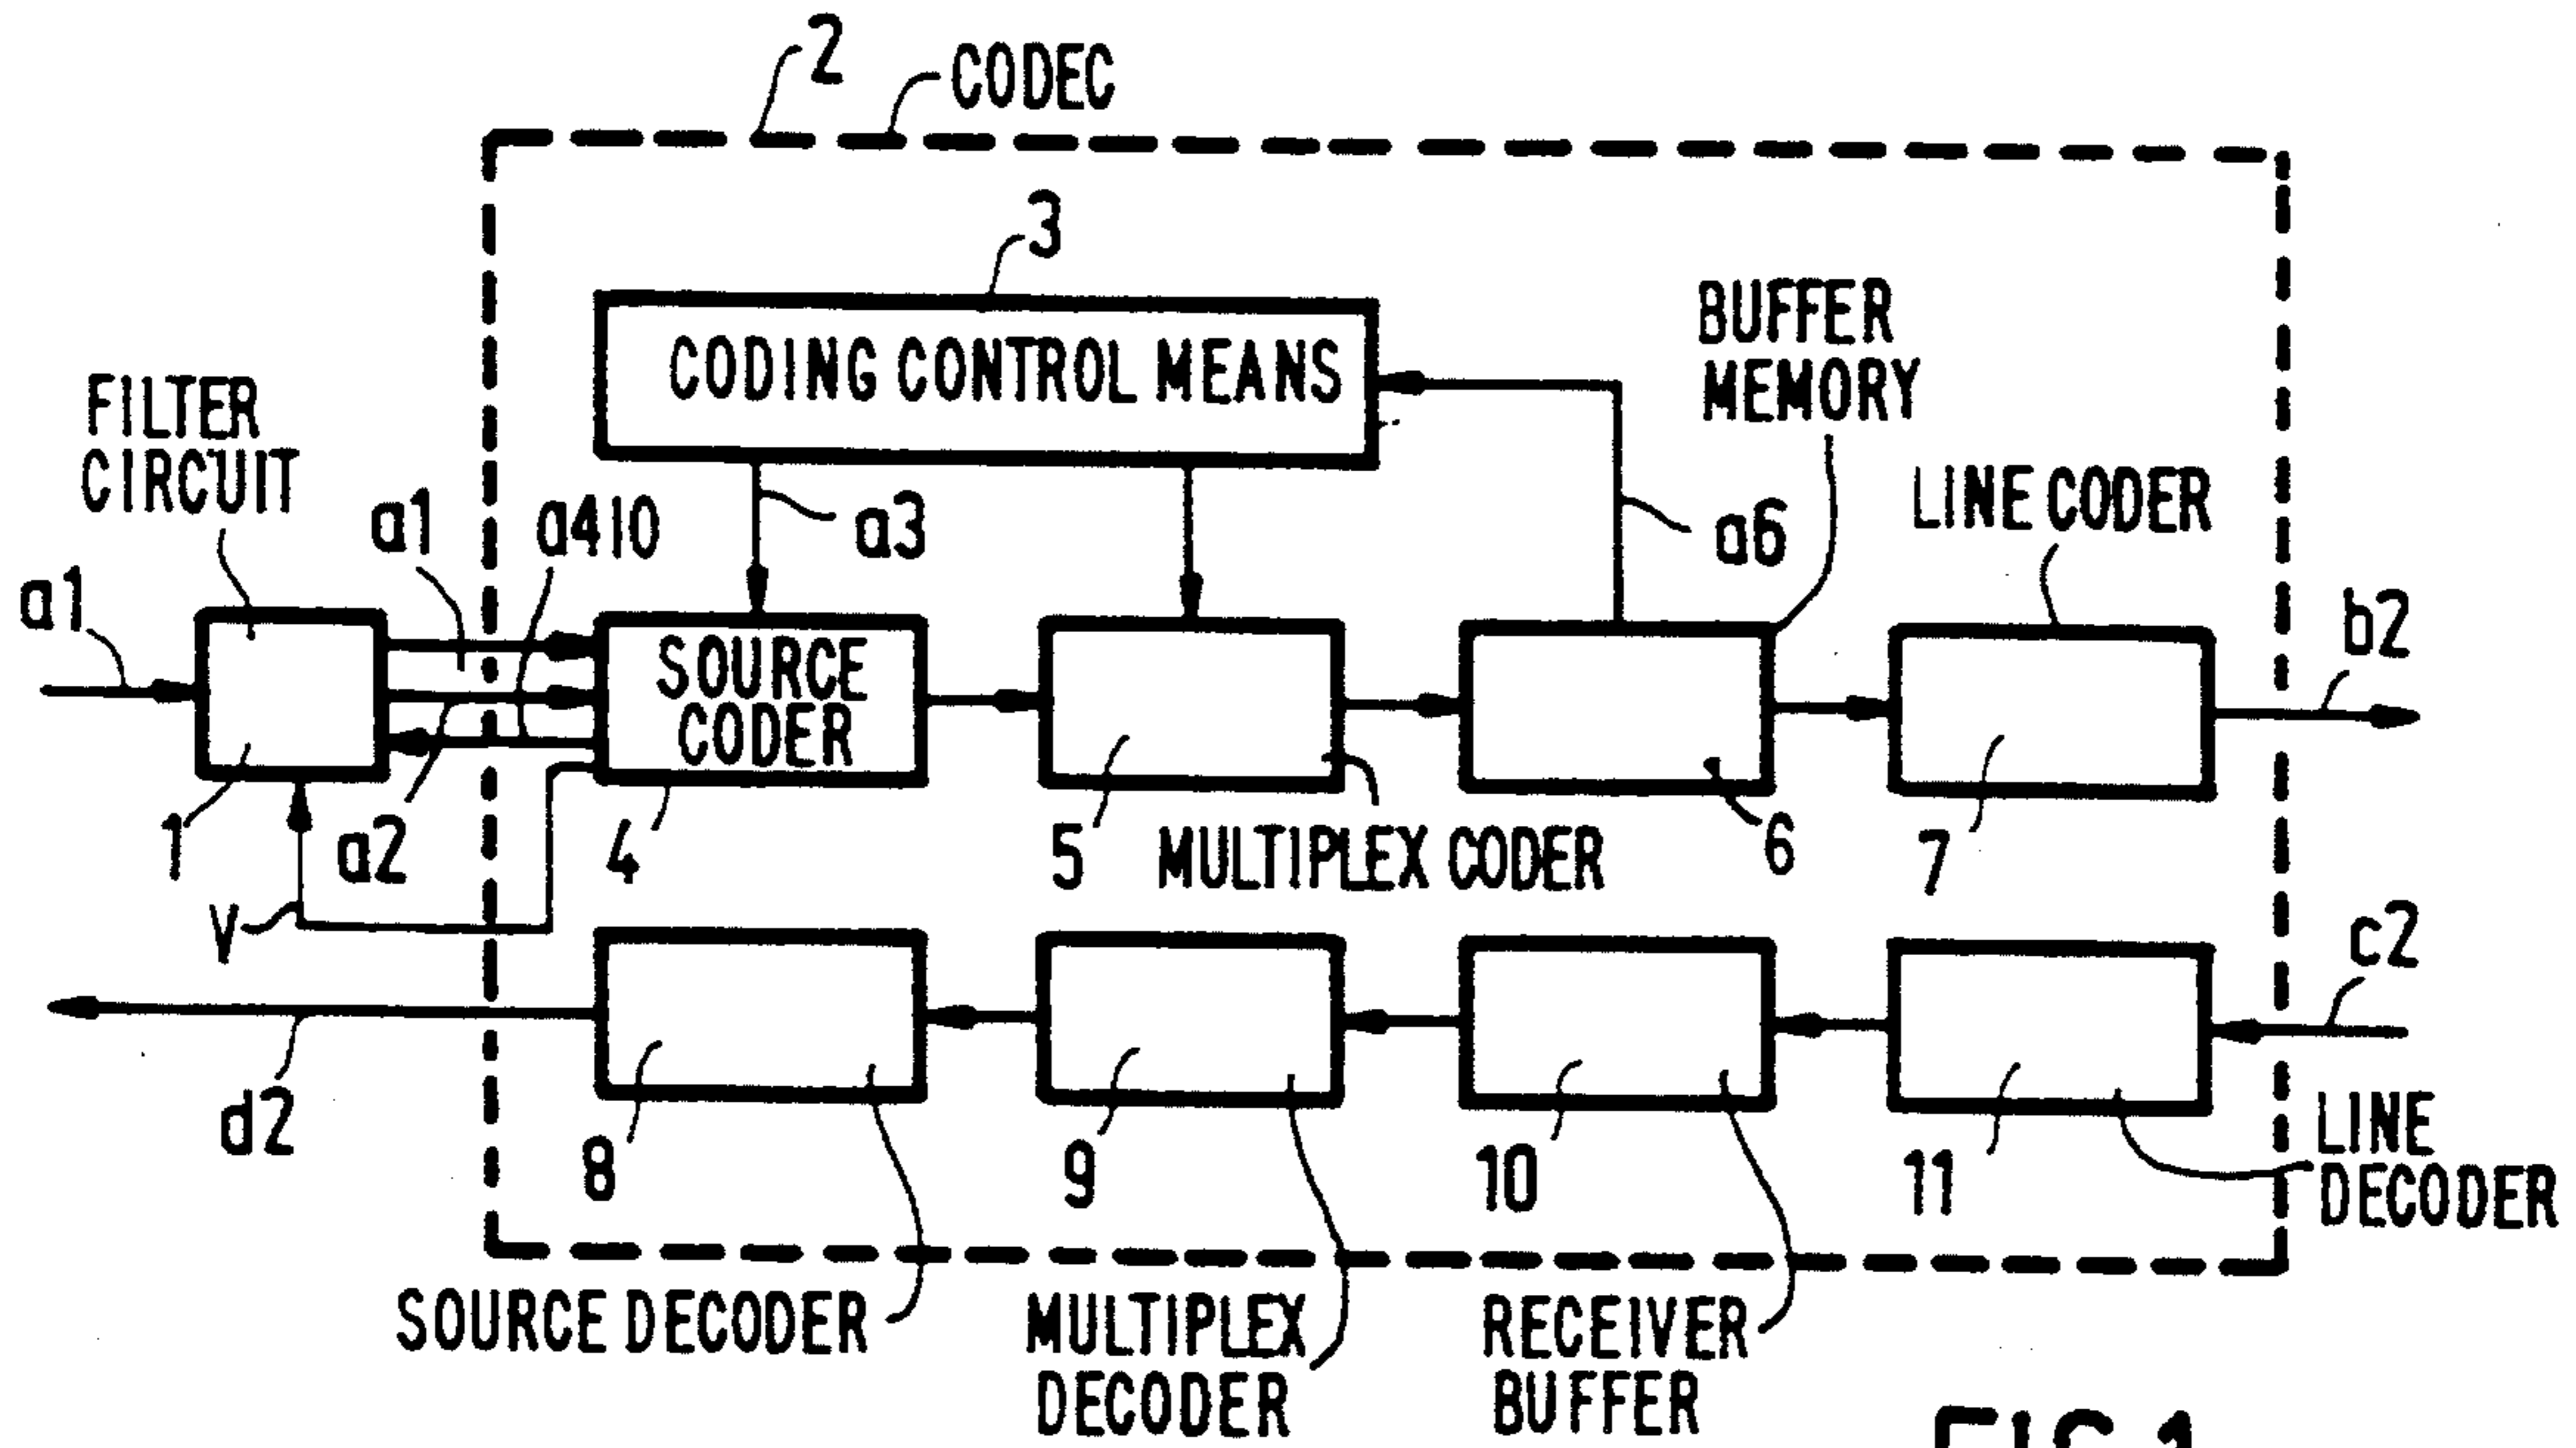 2
CODEC
3
CODING CONTROL MEANS
BUFFER
MEMORY
FILTER
CIRCUIT
LINE CODER
a1
a410
a3
a6
a1
b2
SOURCE
CODER
1
a2
4
5
MULTIPLEX CODER
6
7
V
c2
d2
8
9
10
11
LINE
DECODER
SOURCE DECODER
MULTIPLEX
DECODER
RECEIVER
BUFFER
FIG.1